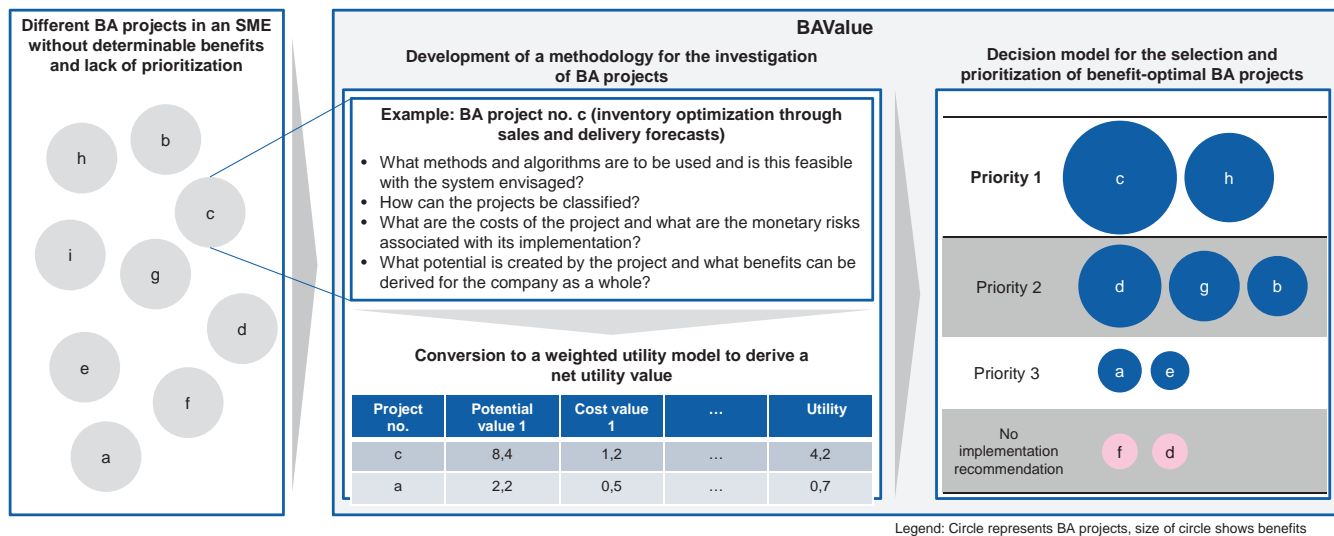 Different BA projects in an SME
without determinable benefits
and lack of prioritization
h
b
c
i
g
d
e
f
a
BAValue
Development of a methodology for the investigation
of BA projects
Example: BA project no. c (inventory optimization through
sales and delivery forecasts)
• What methods and algorithms are to be used and is this feasible
with the system envisaged?
• How can the projects be classified?
• What are the costs of the project and what are the monetary risks
associated with its implementation?
• What potential is created by the project and what benefits can be
derived for the company as a whole?
Conversion to a weighted utility model to derive a
net utility value
Project no. Potential value 1 Cost value 1 … Utility
c 8,4 1,2 … 4,2
a 2,2 0,5 … 0,7
Decision model for the selection and
prioritization of benefit-optimal BA projects
Priority 1 c h
Priority 2 d g b
Priority 3 a e
No
implementation
recommendation
f d
Legend: Circle represents BA projects, size of circle shows benefits